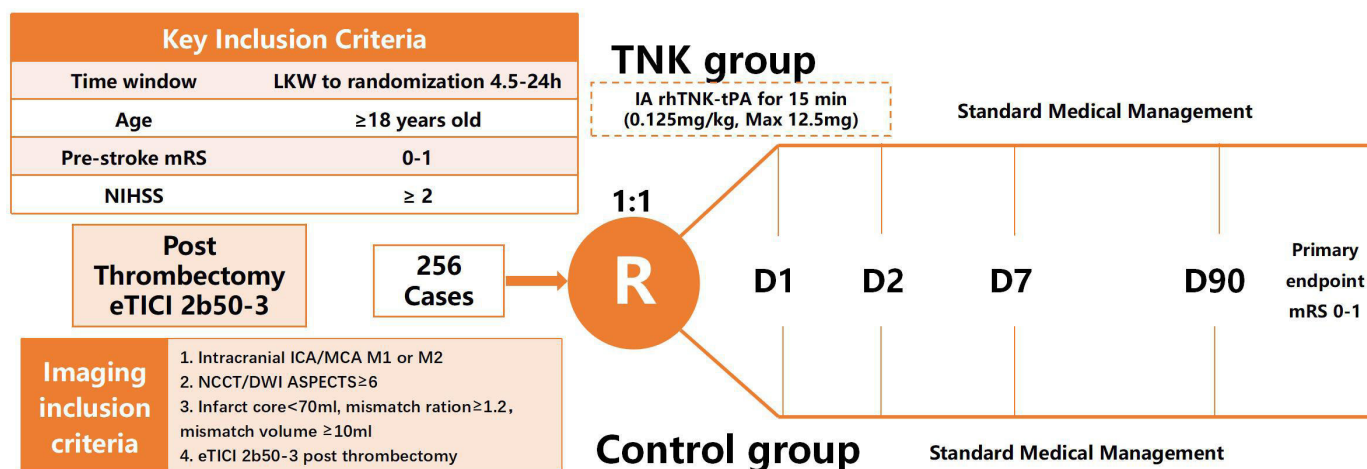 Key Inclusion Criteria
Time window LKW to randomization 4.5-24h
Age ≥18 years old
Pre-stroke mRS 0-1
NIHSS ≥ 2
Post
Thrombectomy
eTICI 2b50-3
256
Cases
1:1
R
TNK group
IA rhTNK-tPA for 15 min
(0.125mg/kg, Max 12.5mg)
Standard Medical Management
D1 D2 D7 D90
Primary
endpoint
mRS 0-1
Imaging
inclusion
criteria
1. Intracranial ICA/MCA M1 or M2
2. NCCT/DWI ASPECTS≥6
3. Infarct core<70ml, mismatch ration≥1.2,
mismatch volume ≥10ml
4. eTICI 2b50-3 post thrombectomy
Control group
Standard Medical Management